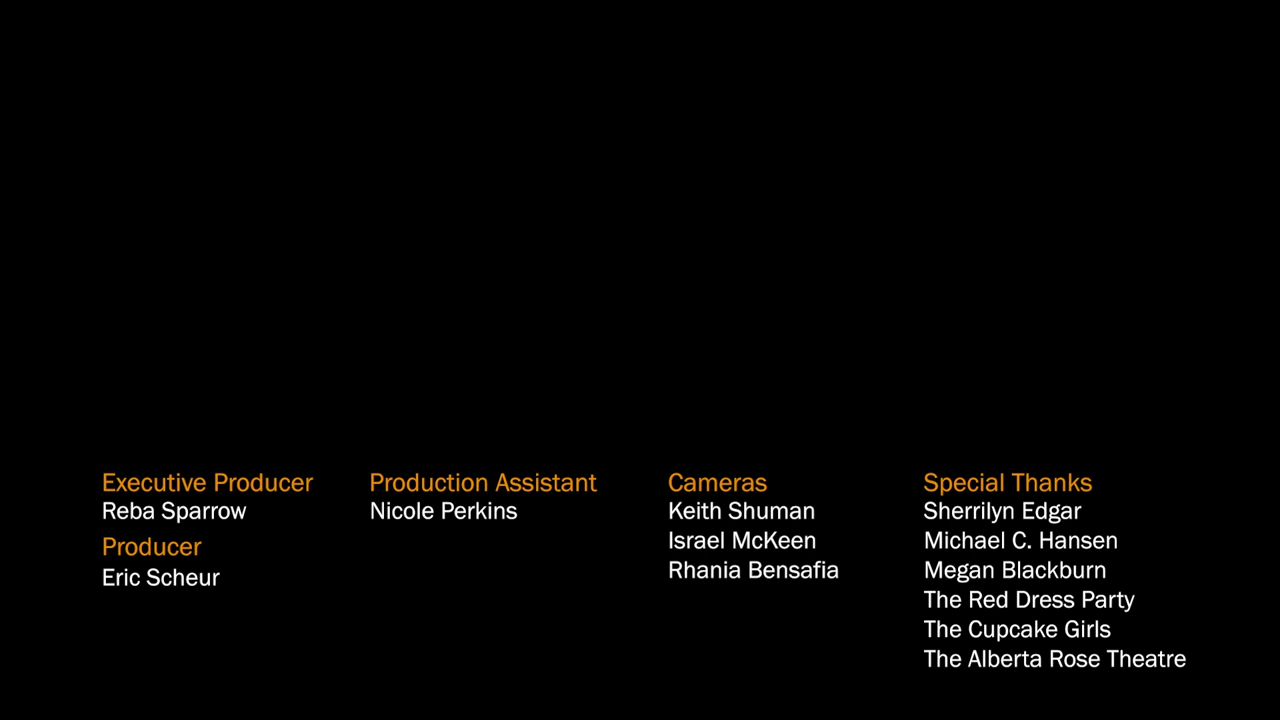 Executive Producer
Reba Sparrow
Producer
Eric Scheur
Production Assistant
Nicole Perkins
Cameras
Keith Shuman
Israel McKeen
Rhania Bensafia
Special Thanks
Sherrilyn Edgar
Michael C. Hansen
Megan Blackburn
The Red Dress Party
The Cupcake Girls
The Alberta Rose Theatre